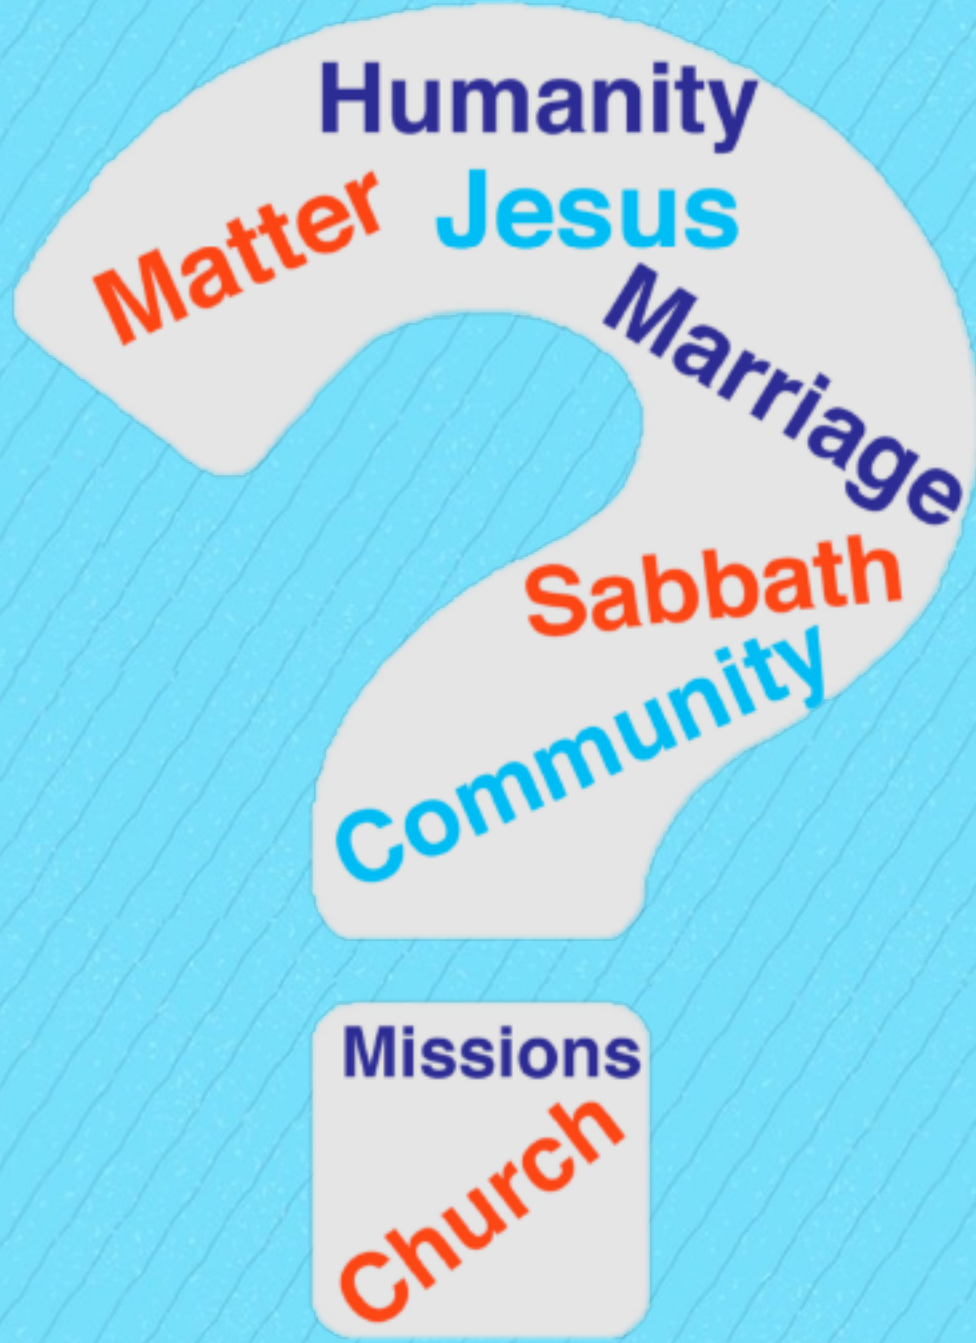 Humanity
Matter
Jesus
Marriage
Sabbath
Community
Missions
Church